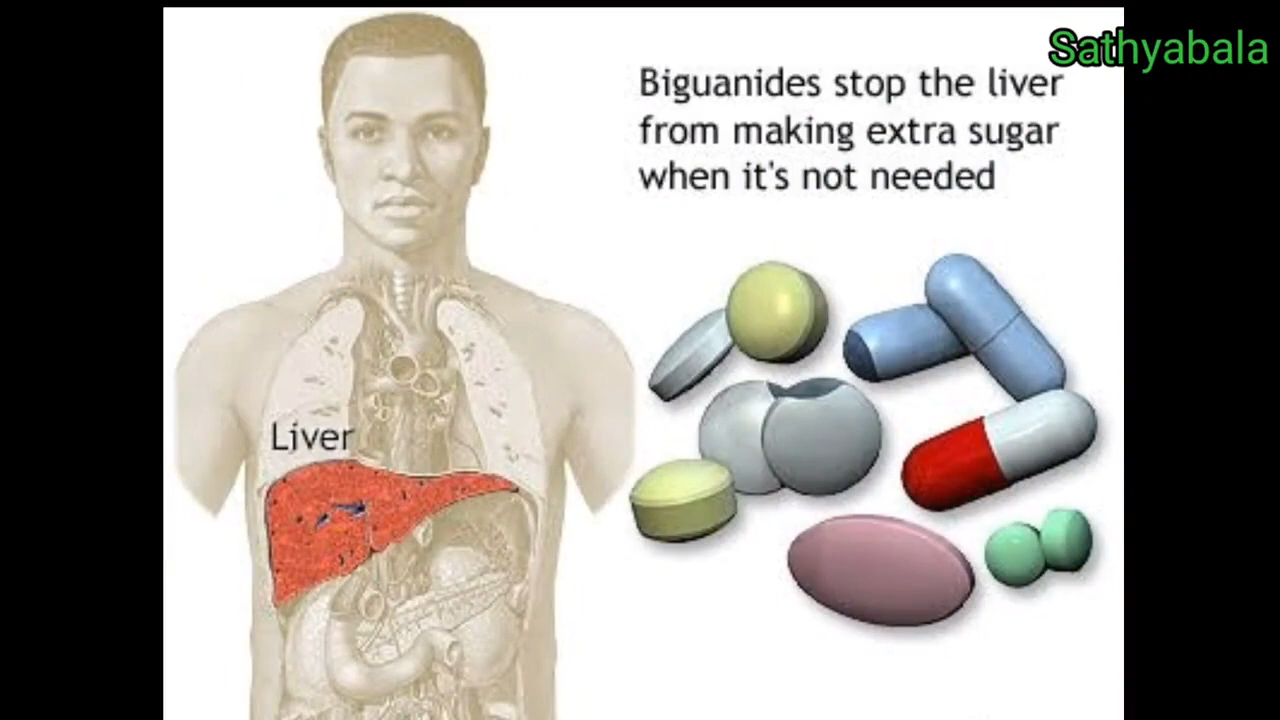 Sathyabala
Biguanides stop the liver
from making extra sugar
when it's not needed
Liver